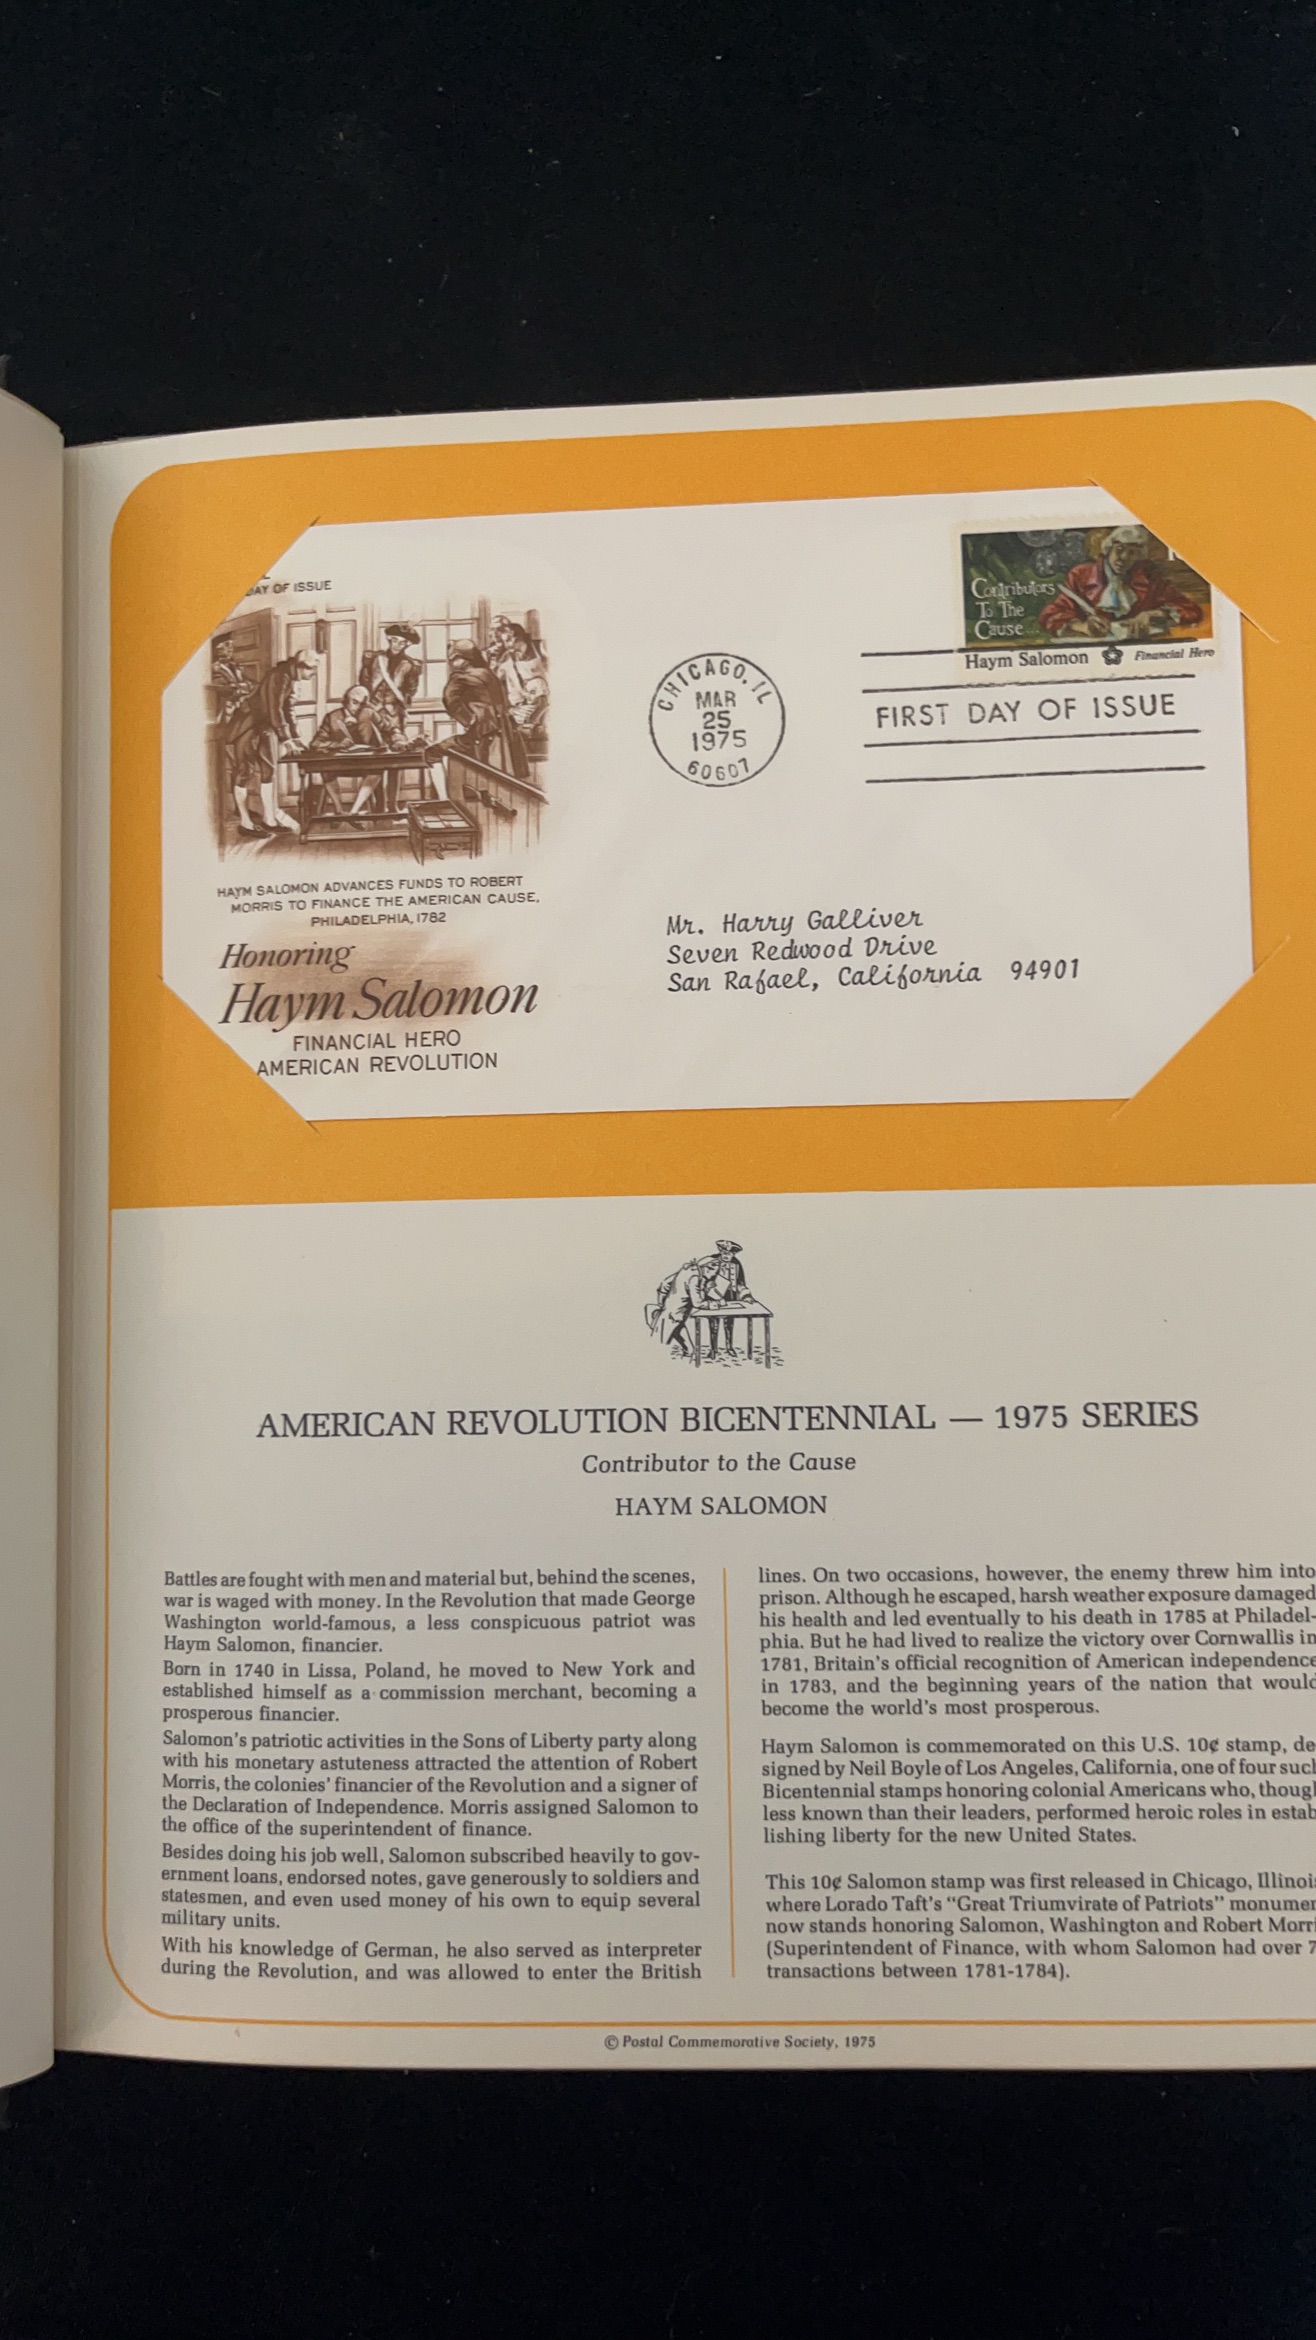 DAY OF ISSUE
HAYM SALOMON ADVANCES FUNDS TO ROBERT
MORRIS TO FINANCE THE AMERICAN CAUSE,
PHILADELPHIA, 1782
Honoring
Haym Salomon
FINANCIAL HERO
AMERICAN REVOLUTION
CHICAGO, IL
MAR
25
1975
60607
Contributors
To The
Cause...
Haym Salomon Financial Hero
FIRST DAY OF ISSUE
Mr. Harry Galliver
Seven Redwood Drive
San Rafael, California 94901
AMERICAN REVOLUTION BICENTENNIAL — 1975 SERIES
Contributor to the Cause
HAYM SALOMON
Battles are fought with men and material but, behind the scenes,
war is waged with money. In the Revolution that made George
Washington world-famous, a less conspicuous patriot was
Haym Salomon, financier.
Born in 1740 in Lissa, Poland, he moved to New York and
established himself as a commission merchant, becoming a
prosperous financier.
Salomon's patriotic activities in the Sons of Liberty party along
with his monetary astuteness attracted the attention of Robert
Morris, the colonies' financier of the Revolution and a signer of
the Declaration of Independence. Morris assigned Salomon to
the office of the superintendent of finance.
Besides doing his job well, Salomon subscribed heavily to gov-
ernment loans, endorsed notes, gave generously to soldiers and
statesmen, and even used money of his own to equip several
military units.
With his knowledge of German, he also served as interpreter
during the Revolution, and was allowed to enter the British
lines. On two occasions, however, the enemy threw him into
prison. Although he escaped, harsh weather exposure damaged
his health and led eventually to his death in 1785 at Philadel-
phia. But he had lived to realize the victory over Cornwallis in
1781, Britain's official recognition of American independence
in 1783, and the beginning years of the nation that would
become the world's most prosperous.
Haym Salomon is commemorated on this U.S. 10¢ stamp, de-
signed by Neil Boyle of Los Angeles, California, one of four such
Bicentennial stamps honoring colonial Americans who, though
less known than their leaders, performed heroic roles in estab-
lishing liberty for the new United States.
This 10¢ Salomon stamp was first released in Chicago, Illinois
where Lorado Taft's "Great Triumvirate of Patriots" monumen
now stands honoring Salomon, Washington and Robert Morri
(Superintendent of Finance, with whom Salomon had over 7
transactions between 1781-1784).
© Postal Commemorative Society, 1975